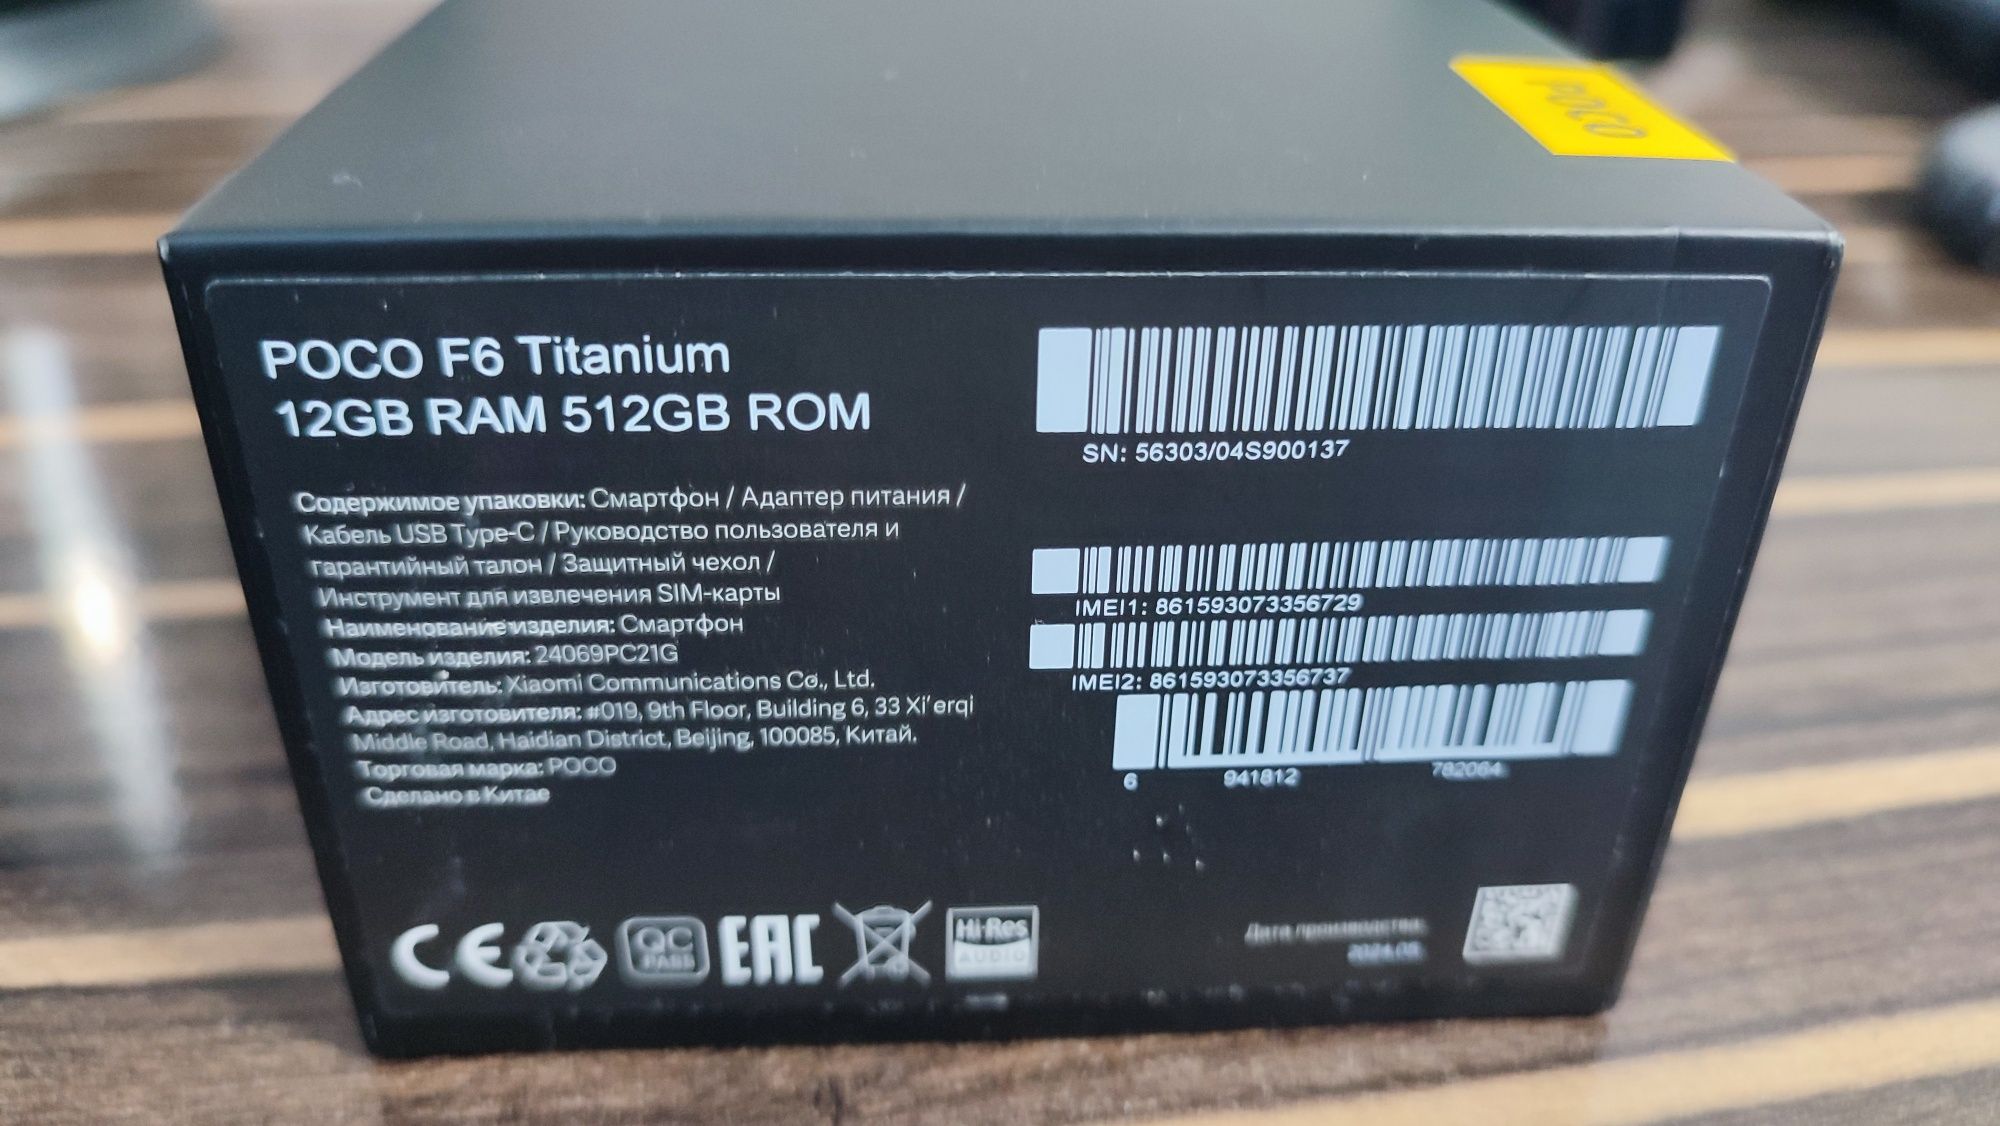 POCO
POCO F6 Titanium
12GB RAM 512GB ROM
Содержимое упаковки: Смартфон / Адаптер питания /
Кабель USB Type-C / Руководство пользователя и
гарантийный талон / Защитный чехол /
Инструмент для извлечения SIM-карты
Наименование изделия: Смартфон
Модель изделия: 24069PC21G
Изготовитель: Xiaomi Communications Co., Ltd.
Адрес изготовителя: #019, 9th Floor, Building 6, 33 Xi'erqi
Middle Road, Haidian District, Beijing, 100085, Китай.
Торговая марка: POCO
Сделано в Китае
SN: 56303/04S900137
IMEI1: 861593073356729
IMEI2: 861593073356737
6 941812 782064
CE
QC
PASS
EAC
Hi-Res
AUDIO
Дата производства:
2024.05.